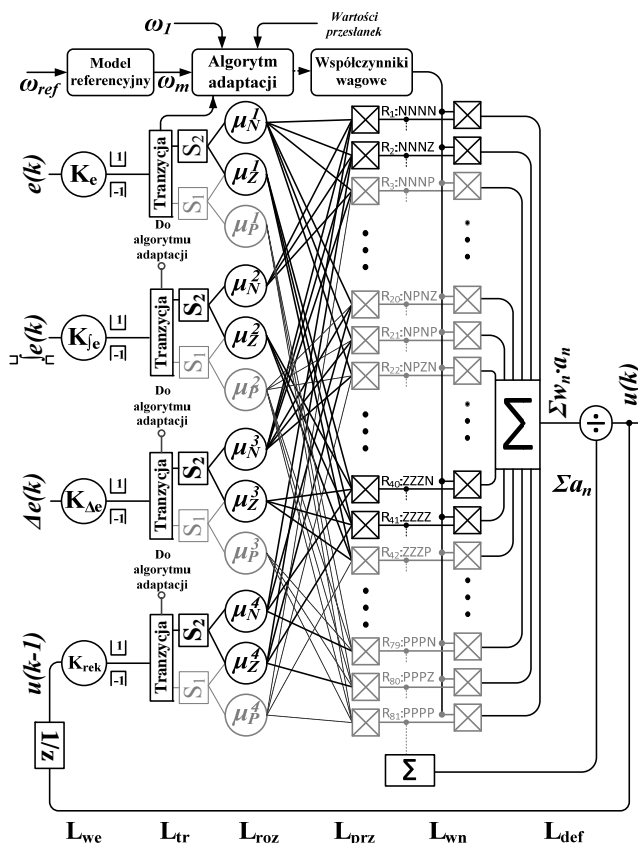 ω1
Wartości przesłanek
ωref
Model referencyjny
ωm
Algorytm adaptacji
Współczynniki wagowe
e(k)
Ke
1
-1
Tranzycja
S2
S1
μN1
μZ1
μP1
Do algorytmu adaptacji
∫e(k)
K∫e
1
-1
Tranzycja
S2
S1
μN2
μZ2
μP2
Do algorytmu adaptacji
Δe(k)
KΔe
1
-1
Tranzycja
S2
S1
μN3
μZ3
μP3
Do algorytmu adaptacji
u(k-1)
Krek
1
-1
Tranzycja
S2
S1
μN4
μZ4
μP4
1/z
R1:NNNN
R2:NNNZ
R3:NNNP
R20:NPNZ
R21:NPNP
R22:NPZN
R40:ZZZN
R41:ZZZZ
R42:ZZZP
R79:PPPN
R80:PPPZ
R81:PPPP
Σ
Σ
Σwn·an
÷
Σan
u(k)
Lwe Ltr Lroz Lprz Lwn Ldef